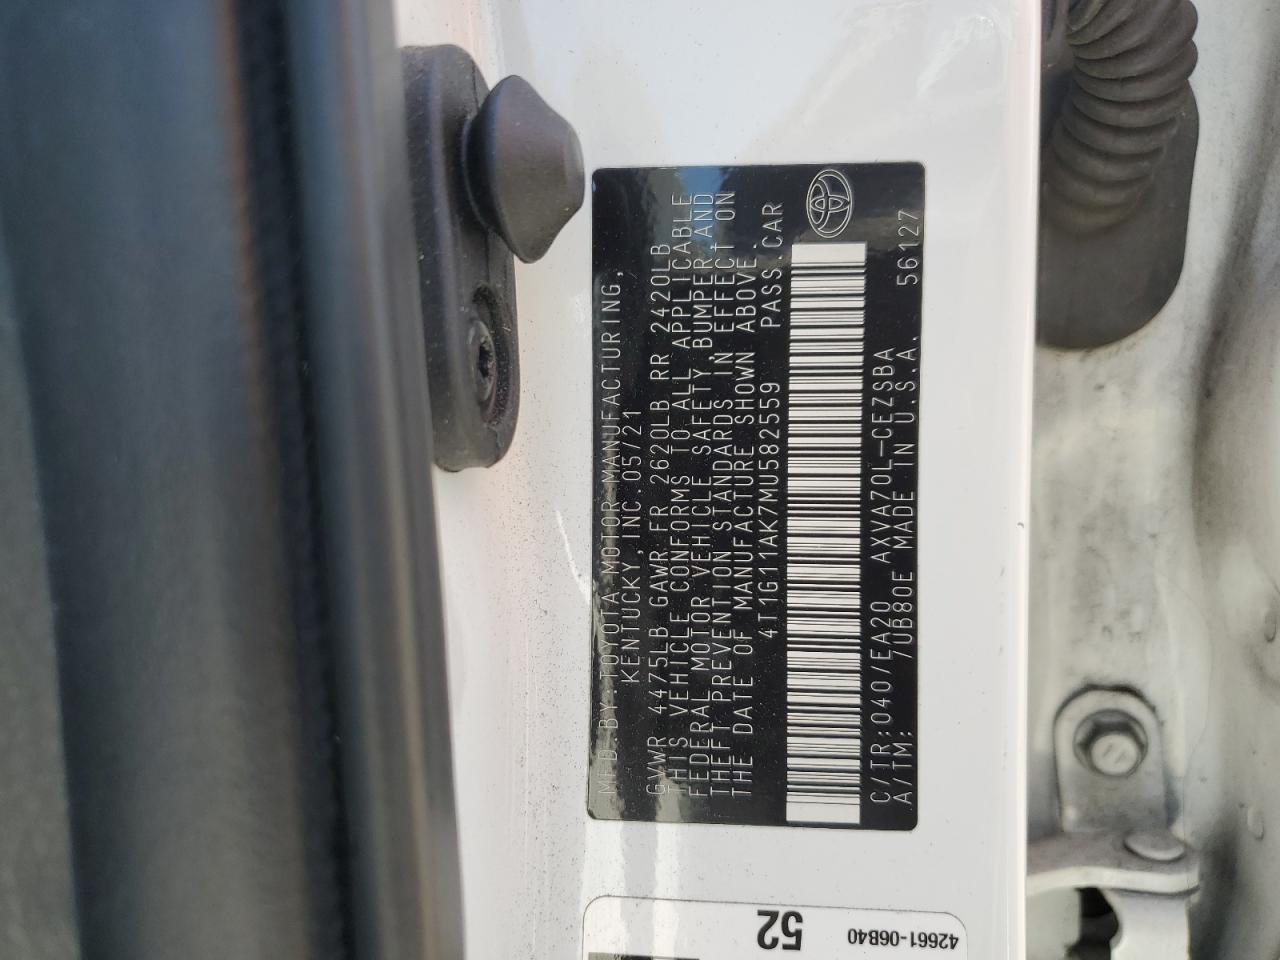 MFD.BY:TOYOTA MOTOR MANUFACTURING,
KENTUCKY,INC.05/21
GVWR 4475LB GAWR FR 2620LB RR 2420LB
THIS VEHICLE CONFORMS TO ALL APPLICABLE
FEDERAL MOTOR VEHICLE SAFETY,BUMPER,AND
THEFT PREVENTION STANDARDS IN EFFECT ON
THE DATE OF MANUFACTURE SHOWN ABOVE.
4T1G11AK7MU582559 PASS.CAR
C/TR:040/EA20 AXVA70L-CEZSBA
A/TM: 7UB80E MADE IN U.S.A. 56127
52
42661-06B40